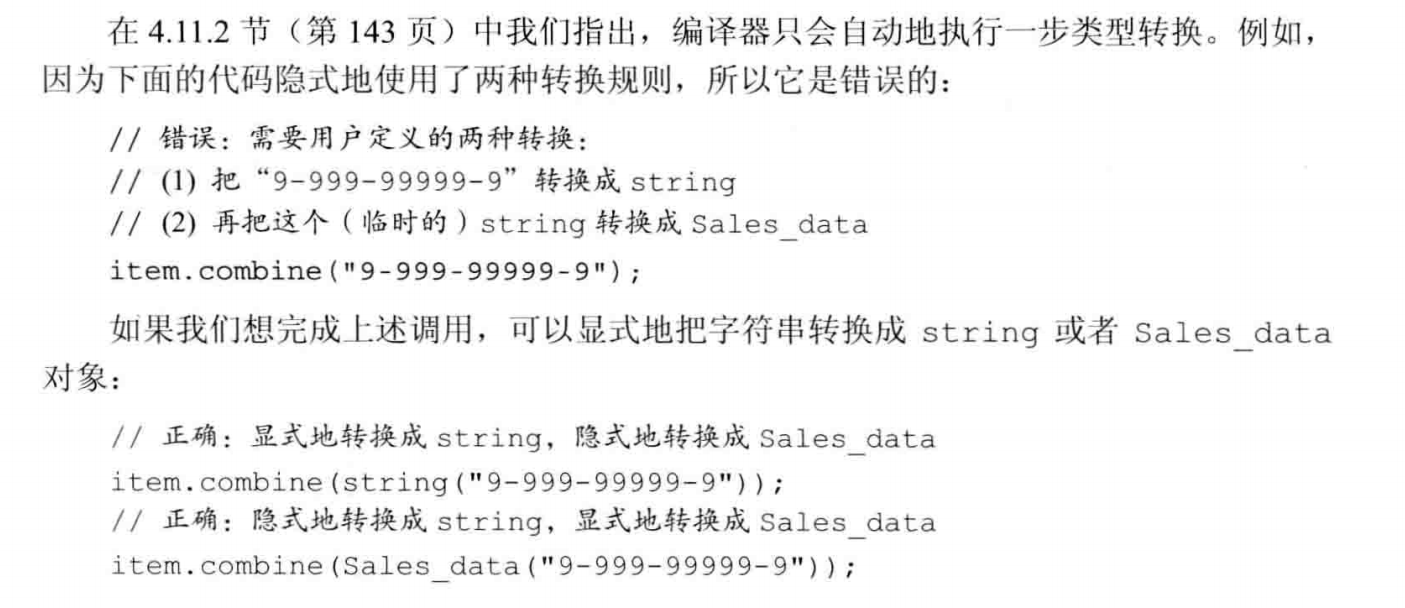 在 4.11.2 节（第 143 页）中我们指出，编译器只会自动地执行一步类型转换。例如，
因为下面的代码隐式地使用了两种转换规则，所以它是错误的：
// 错误：需要用户定义的两种转换：
// (1) 把“9-999-99999-9”转换成 string
// (2) 再把这个（临时的）string 转换成 Sales_data
item.combine("9-999-99999-9");
如果我们想完成上述调用，可以显式地把字符串转换成 string 或者 Sales_data
对象：
// 正确：显式地转换成 string，隐式地转换成 Sales_data
item.combine(string("9-999-99999-9"));
// 正确：隐式地转换成 string，显式地转换成 Sales_data
item.combine(Sales_data("9-999-99999-9"));